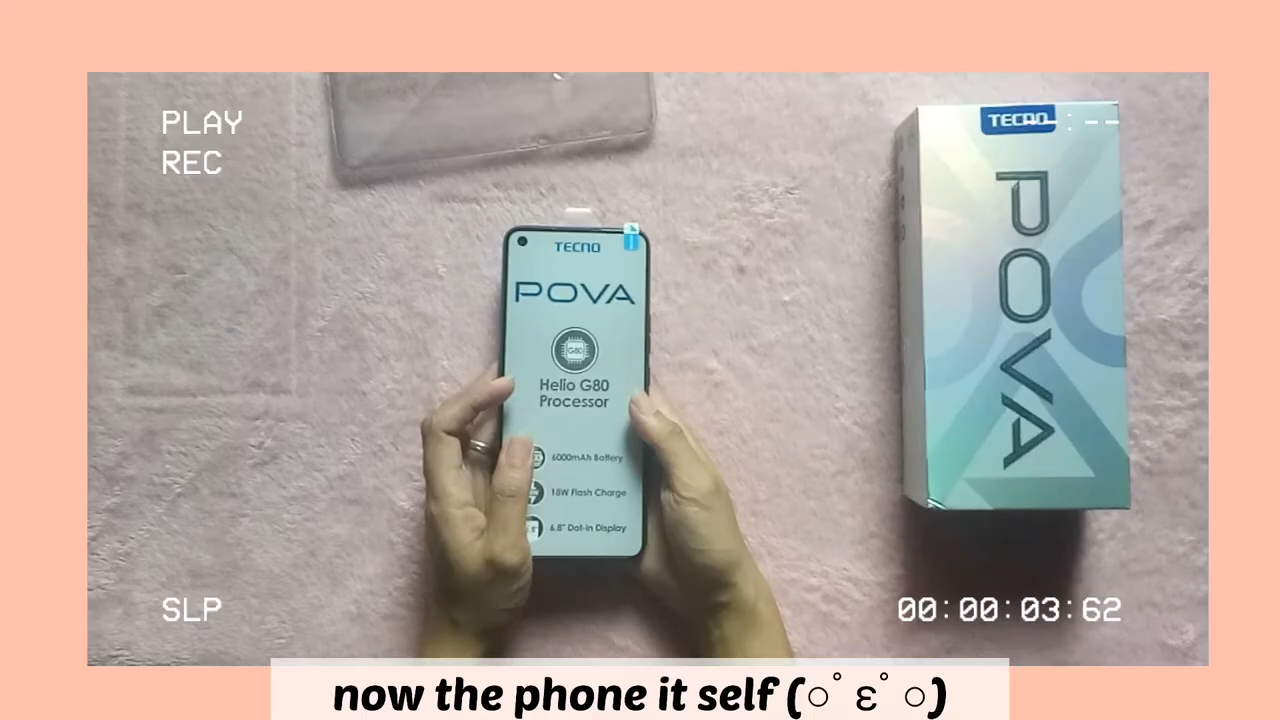 PLAY
REC
TECNO
POVA
G80
Helio G80
Processor
6000mAh Battery
18W Flash Charge
6.8" Dot-in Display
TECNO
POVA
SLP
00:00:03:62
now the phone it self (○ﾟ ε ﾟ ○)